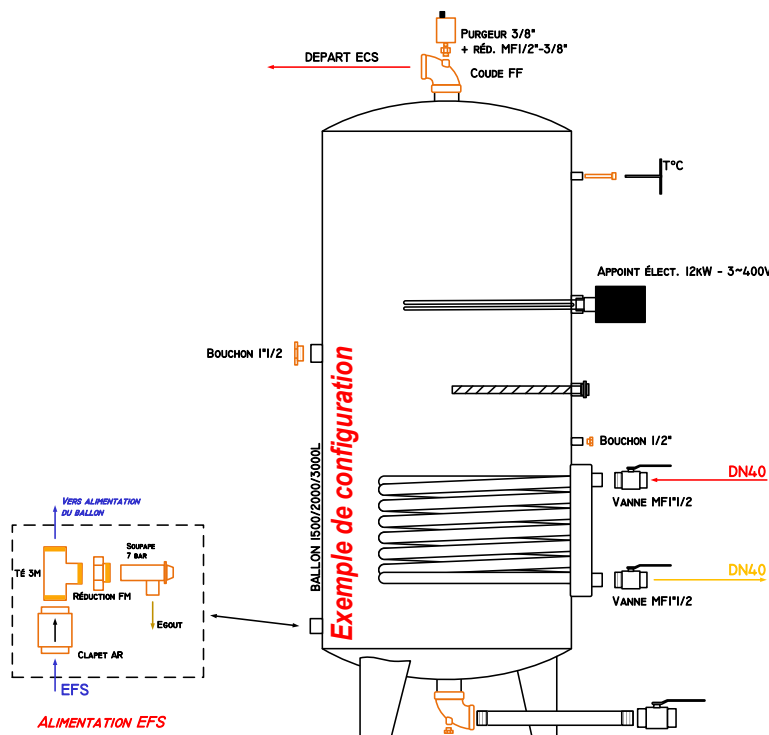 PURGEUR 3/8"
+ RÉD. MF1/2"-3/8"
DEPART ECS
COUDE FF
T°C
APPOINT ÉLECT. 12KW - 3~400V
BOUCHON 1"1/2
Exemple de configuration
BALLON 1500/2000/3000L
BOUCHON 1/2"
DN40
VANNE MF1"1/2
DN40
VANNE MF1"1/2
VERS ALIMENTATION
DU BALLON
SOUPAPE
7 BAR
TÉ 3M
RÉDUCTION FM
EGOUT
CLAPET AR
EFS
ALIMENTATION EFS